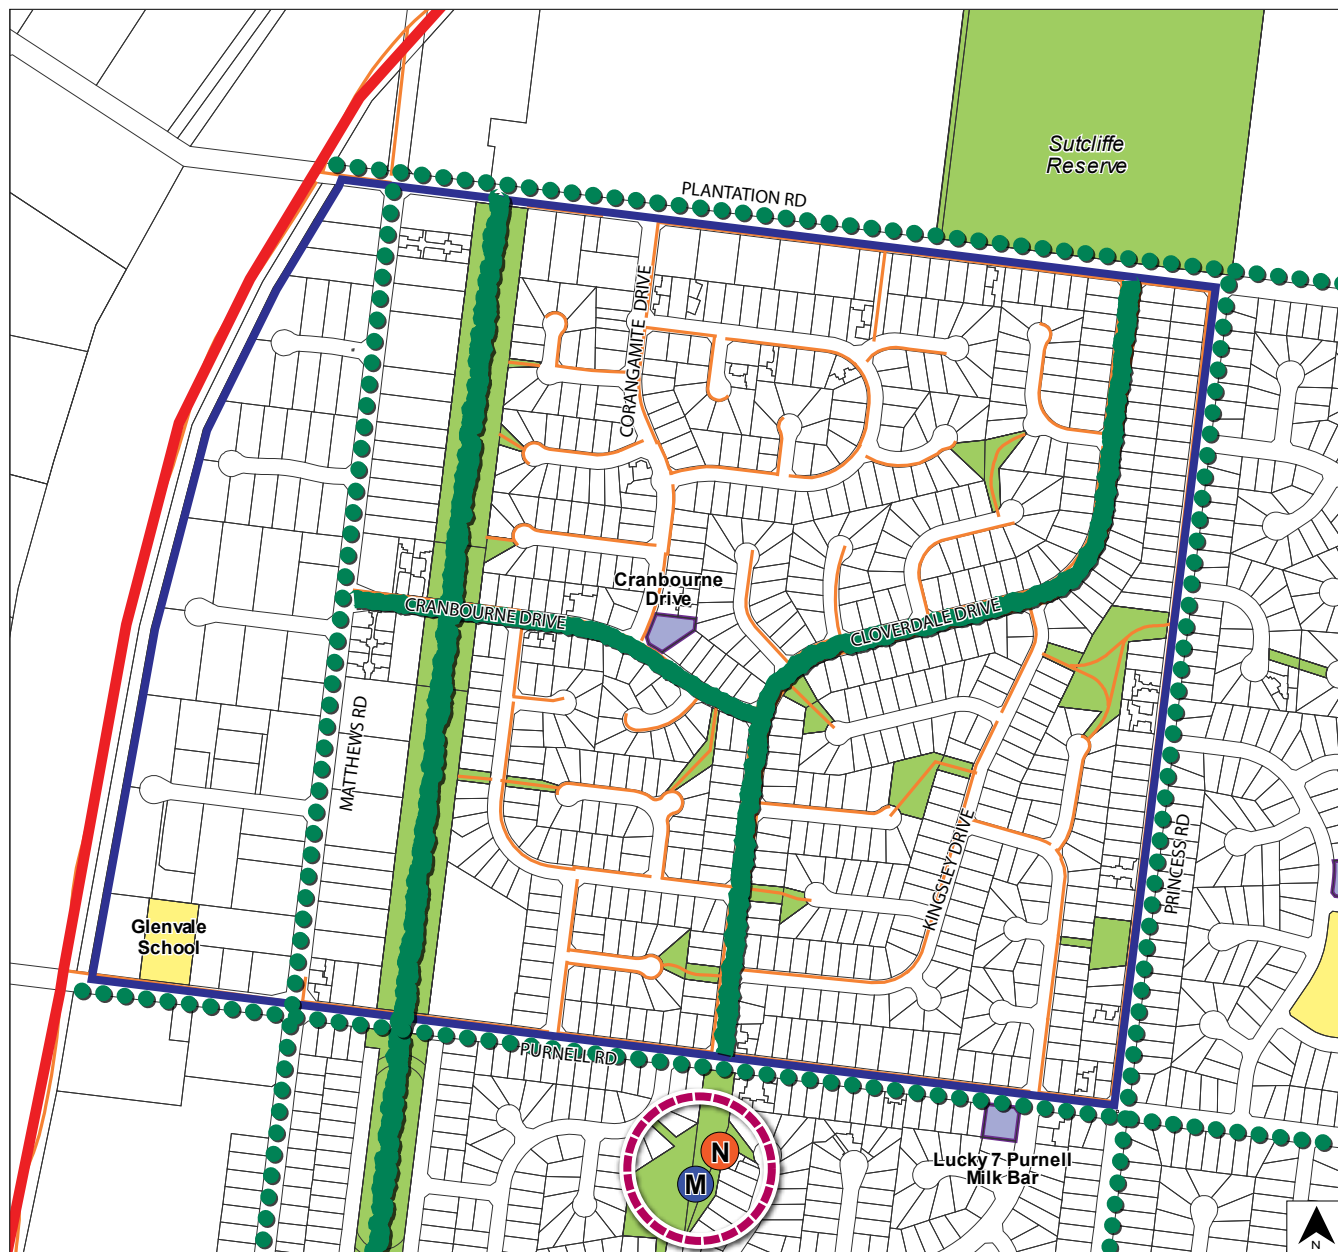 Sutcliffe
Reserve
PLANTATION RD
CORANGAMITE DRIVE
Cranbourne
Drive
CRANBOURNE DRIVE
CLOVERDALE DRIVE
MATTHEWS RD
KINGSLEY DRIVE
PRINCESS RD
Glenvale
School
PURNELL RD
N
M
Lucky 7 Purnell
Milk Bar
N